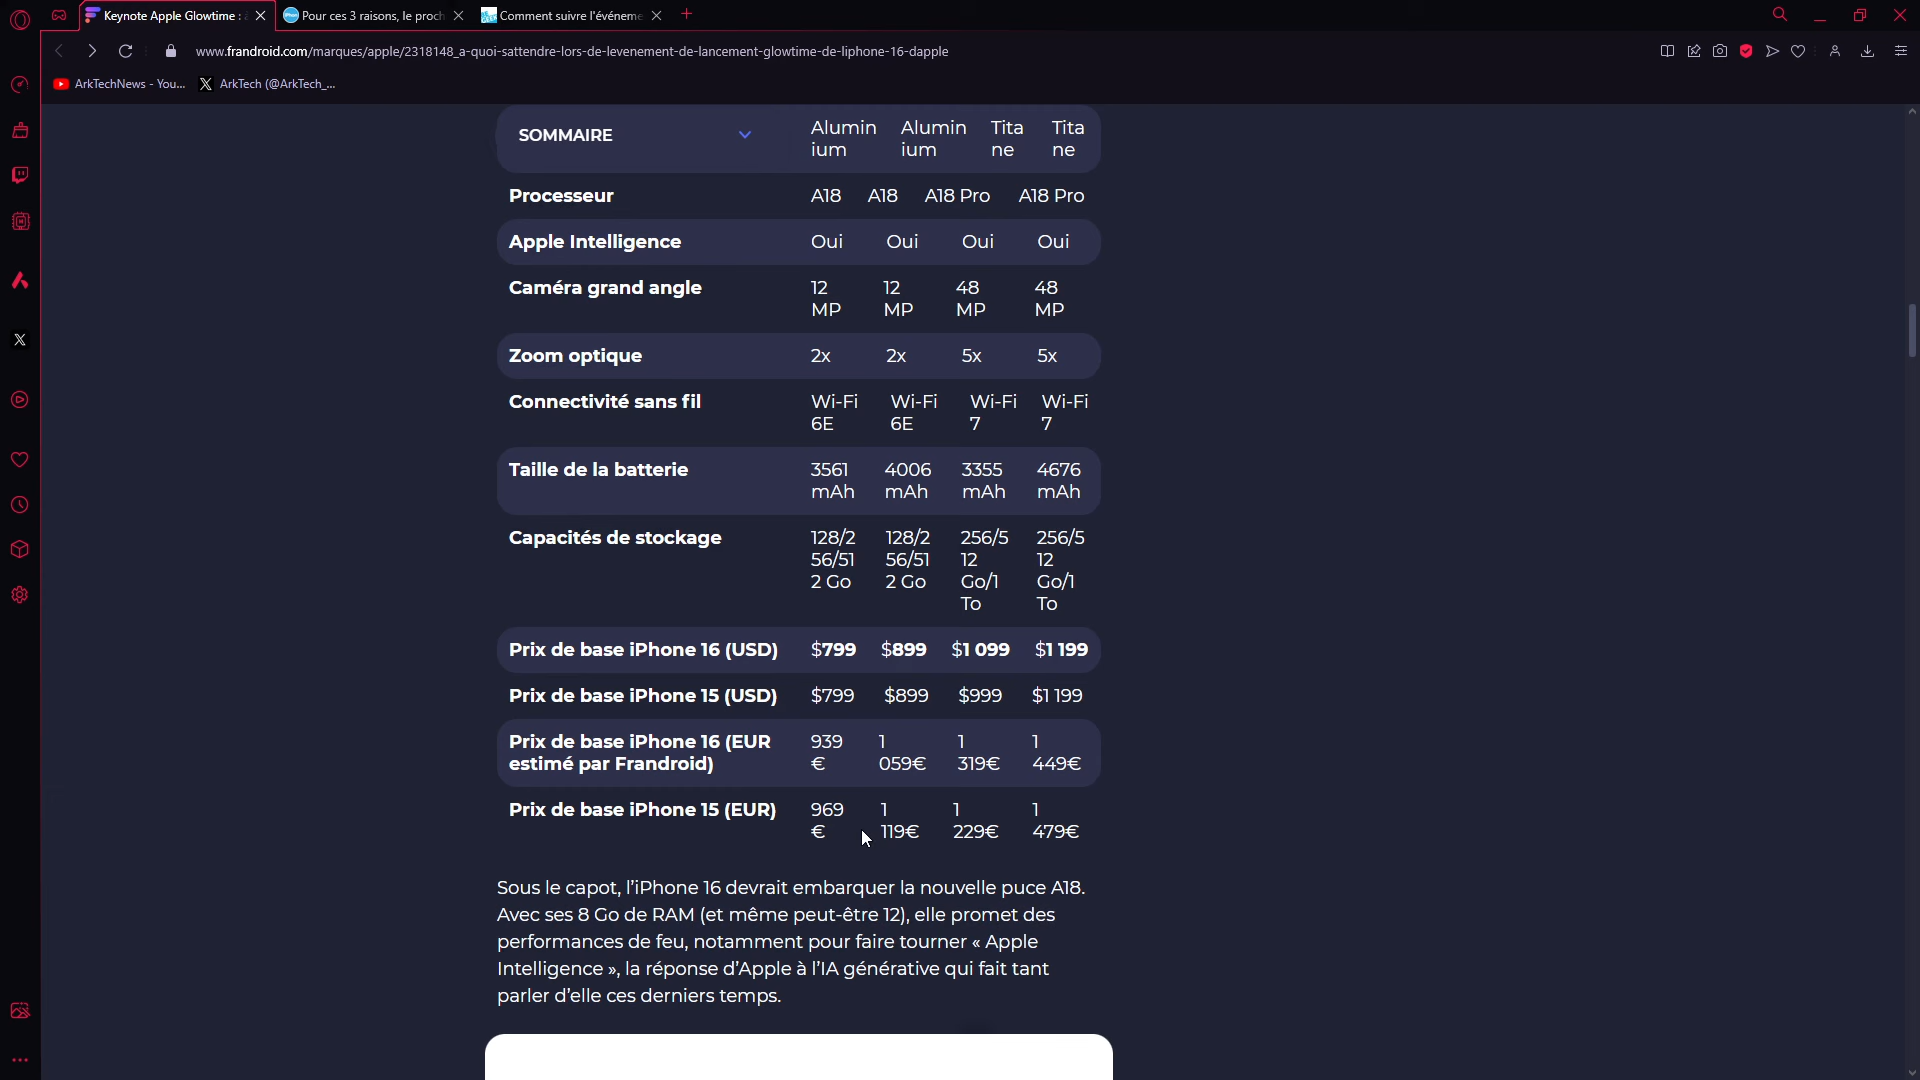 Keynote Apple Glowtime : à
Pour ces 3 raisons, le proch
Comment suivre l'événeme
www.frandroid.com/marques/apple/2318148_a-quoi-sattendre-lors-de-levenement-de-lancement-glowtime-de-liphone-16-dapple
ArkTechNews - You...
ArkTech (@ArkTech_...
SOMMAIRE
Alumin Alumin Tita Tita
ium ium ne ne
Processeur A18 A18 A18 Pro A18 Pro
Apple Intelligence Oui Oui Oui Oui
Caméra grand angle 12 12 48 48
MP MP MP MP
Zoom optique 2x 2x 5x 5x
Connectivité sans fil Wi-Fi Wi-Fi Wi-Fi Wi-Fi
6E 6E 7 7
Taille de la batterie 3561 4006 3355 4676
mAh mAh mAh mAh
Capacités de stockage 128/2 128/2 256/5 256/5
56/51 56/51 12 12
2 Go 2 Go Go/1 Go/1
To To
Prix de base iPhone 16 (USD) $799 $899 $1 099 $1 199
Prix de base iPhone 15 (USD) $799 $899 $999 $1 199
Prix de base iPhone 16 (EUR 939 1 1 1
estimé par Frandroid) € 059€ 319€ 449€
Prix de base iPhone 15 (EUR) 969 1 1 1
€ 119€ 229€ 479€
Sous le capot, l'iPhone 16 devrait embarquer la nouvelle puce A18.
Avec ses 8 Go de RAM (et même peut-être 12), elle promet des
performances de feu, notamment pour faire tourner « Apple
Intelligence », la réponse d'Apple à l'IA générative qui fait tant
parler d'elle ces derniers temps.